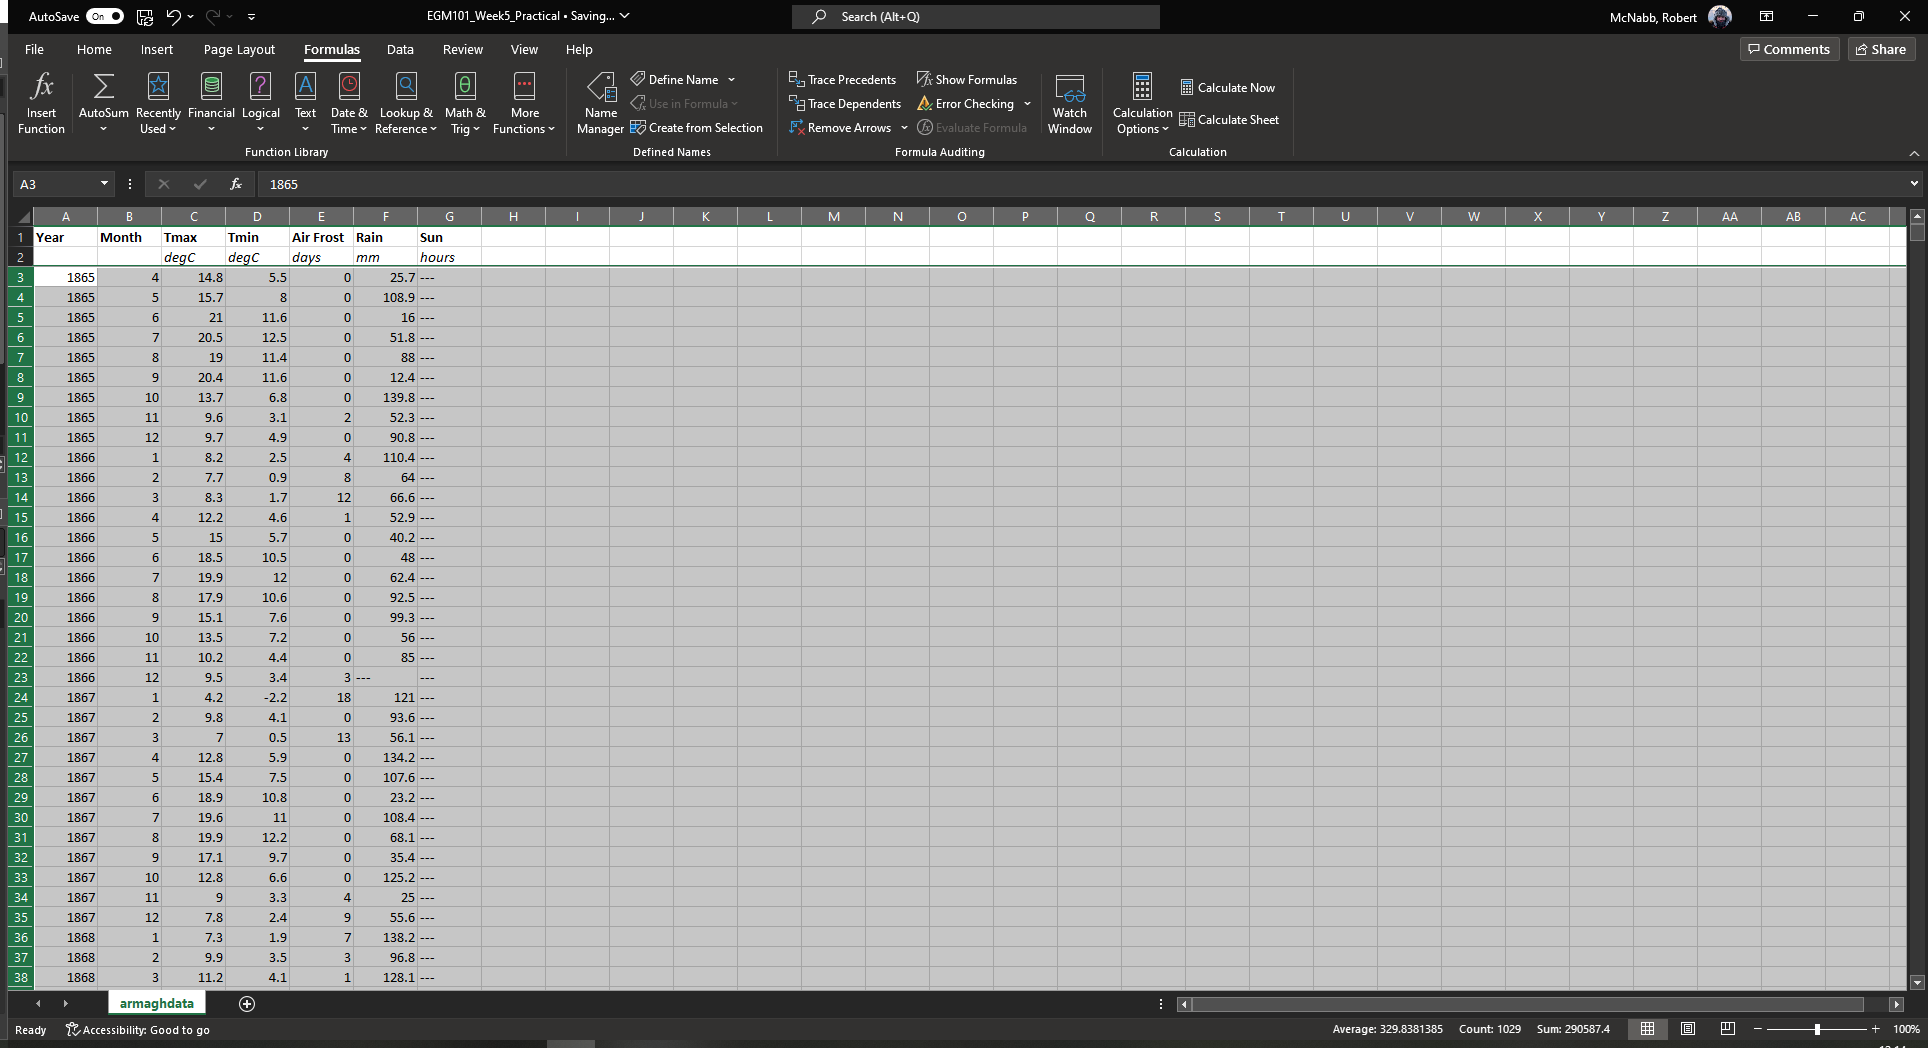 AutoSave On EGM101_Week5_Practical • Saving... Search (Alt+Q) McNabb, Robert
File Home Insert Page Layout Formulas Data Review View Help Comments Share
Insert Function AutoSum Recently Used Financial Logical Text Date & Time Lookup & Reference Math & Trig More Functions
Function Library
Name Manager Define Name
Use in Formula
Create from Selection
Defined Names
Trace Precedents Show Formulas
Trace Dependents Error Checking
Remove Arrows Evaluate Formula
Formula Auditing
Watch Window
Calculation Options Calculate Now
Calculate Sheet
Calculation
A3 fx 1865
A B C D E F G H I J K L M N O P Q R S T U V W X Y Z AA AB AC
1 Year Month Tmax Tmin Air Frost Rain Sun
2 degC degC days mm hours
3 1865 4 14.8 5.5 0 25.7 ---
4 1865 5 15.7 8 0 108.9 ---
5 1865 6 21 11.6 0 16 ---
6 1865 7 20.5 12.5 0 51.8 ---
7 1865 8 19 11.4 0 88 ---
8 1865 9 20.4 11.6 0 12.4 ---
9 1865 10 13.7 6.8 0 139.8 ---
10 1865 11 9.6 3.1 2 52.3 ---
11 1865 12 9.7 4.9 0 90.8 ---
12 1866 1 8.2 2.5 4 110.4 ---
13 1866 2 7.7 0.9 8 64 ---
14 1866 3 8.3 1.7 12 66.6 ---
15 1866 4 12.2 4.6 1 52.9 ---
16 1866 5 15 5.7 0 40.2 ---
17 1866 6 18.5 10.5 0 48 ---
18 1866 7 19.9 12 0 62.4 ---
19 1866 8 17.9 10.6 0 92.5 ---
20 1866 9 15.1 7.6 0 99.3 ---
21 1866 10 13.5 7.2 0 56 ---
22 1866 11 10.2 4.4 0 85 ---
23 1866 12 9.5 3.4 3 --- ---
24 1867 1 4.2 -2.2 18 121 ---
25 1867 2 9.8 4.1 0 93.6 ---
26 1867 3 7 0.5 13 56.1 ---
27 1867 4 12.8 5.9 0 134.2 ---
28 1867 5 15.4 7.5 0 107.6 ---
29 1867 6 18.9 10.8 0 23.2 ---
30 1867 7 19.6 11 0 108.4 ---
31 1867 8 19.9 12.2 0 68.1 ---
32 1867 9 17.1 9.7 0 35.4 ---
33 1867 10 12.8 6.6 0 125.2 ---
34 1867 11 9 3.3 4 25 ---
35 1867 12 7.8 2.4 9 55.6 ---
36 1868 1 7.3 1.9 7 138.2 ---
37 1868 2 9.9 3.5 3 96.8 ---
38 1868 3 11.2 4.1 1 128.1 ---
armaghdata
Ready Accessibility: Good to go Average: 329.8381385 Count: 1029 Sum: 290587.4 100%